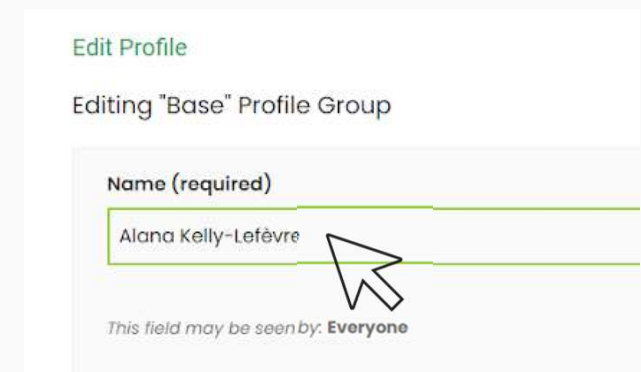 Edit Profile
Editing "Base" Profile Group
Name (required)
Alana Kelly-Lefèvre
This field may be seen by: Everyone